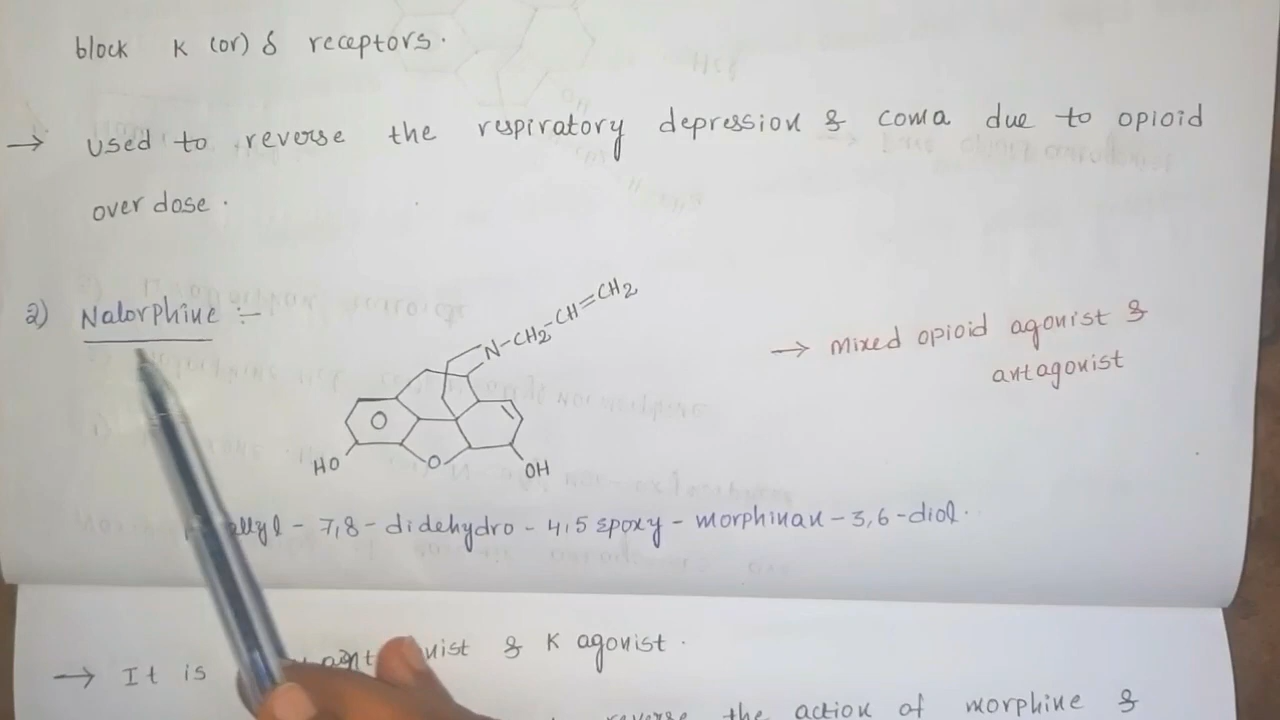 block K (or) δ receptors.
→ used to reverse the respiratory depression & coma due to opioid
over dose.
2) Nalorphine :-
N-CH2-CH=CH2
HO
O
OH
→ mixed opioid agonist &
antagonist
allyl - 7,8 - didehydro - 4,5 epoxy - morphinan - 3,6 - diol.
→ It is & K agonist.
reverse the action of morphine &